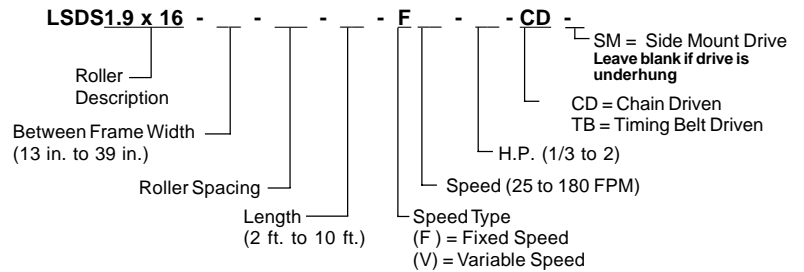 LSDS1.9 x 16 - __ - __ - __ - F __ - __ - CD - __
SM = Side Mount Drive
Leave blank if drive is
underhung
Roller
Description
CD = Chain Driven
TB = Timing Belt Driven
Between Frame Width
(13 in. to 39 in.)
H.P. (1/3 to 2)
Roller Spacing
Speed (25 to 180 FPM)
Length
(2 ft. to 10 ft.)
Speed Type
(F ) = Fixed Speed
(V) = Variable Speed